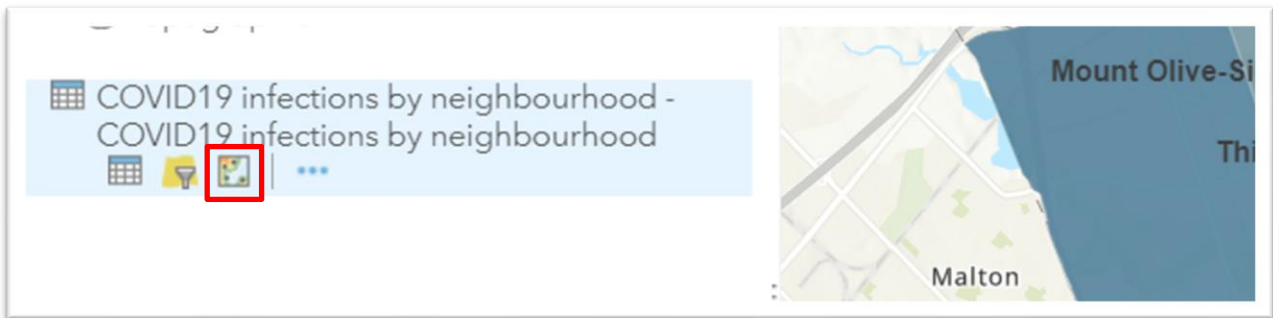 COVID19 infections by neighbourhood -
COVID19 infections by neighbourhood
Mount Olive-Si
Thi
Malton